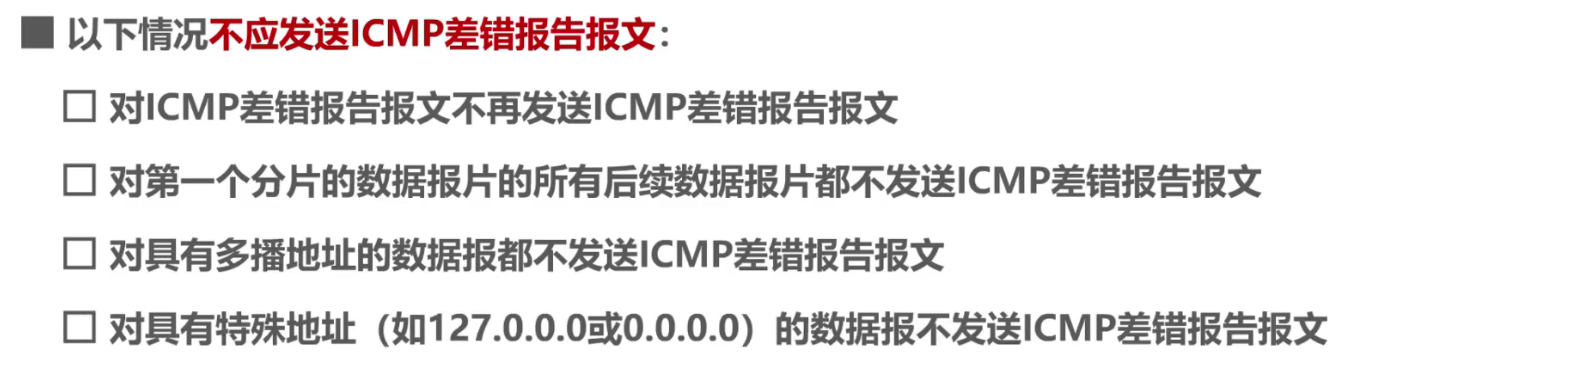 以下情况不应发送ICMP差错报告报文：
对ICMP差错报告报文不再发送ICMP差错报告报文
对第一个分片的数据报片的所有后续数据报片都不发送ICMP差错报告报文
对具有多播地址的数据报都不发送ICMP差错报告报文
对具有特殊地址（如127.0.0.0或0.0.0.0）的数据报不发送ICMP差错报告报文